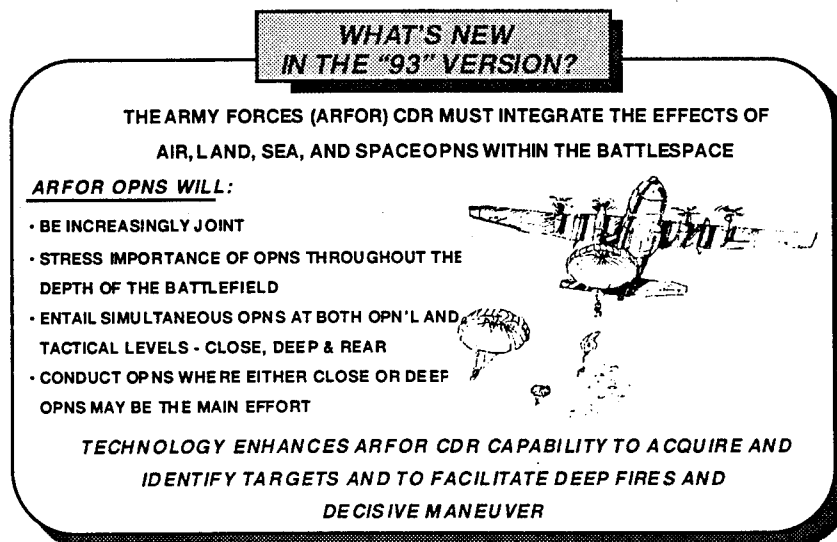 WHAT'S NEW
IN THE "93" VERSION?
THE ARMY FORCES (ARFOR) CDR MUST INTEGRATE THE EFFECTS OF
AIR, LAND, SEA, AND SPACE OPNS WITHIN THE BATTLESPACE
ARFOR OPNS WILL:
· BE INCREASINGLY JOINT
· STRESS IMPORTANCE OF OPNS THROUGHOUT THE
DEPTH OF THE BATTLEFIELD
· ENTAIL SIMULTANEOUS OPNS AT BOTH OPN'L AND
TACTICAL LEVELS - CLOSE, DEEP & REAR
· CONDUCT OPNS WHERE EITHER CLOSE OR DEEP
OPNS MAY BE THE MAIN EFFORT
TECHNOLOGY ENHANCES ARFOR CDR CAPABILITY TO ACQUIRE AND
IDENTIFY TARGETS AND TO FACILITATE DEEP FIRES AND
DECISIVE MANEUVER